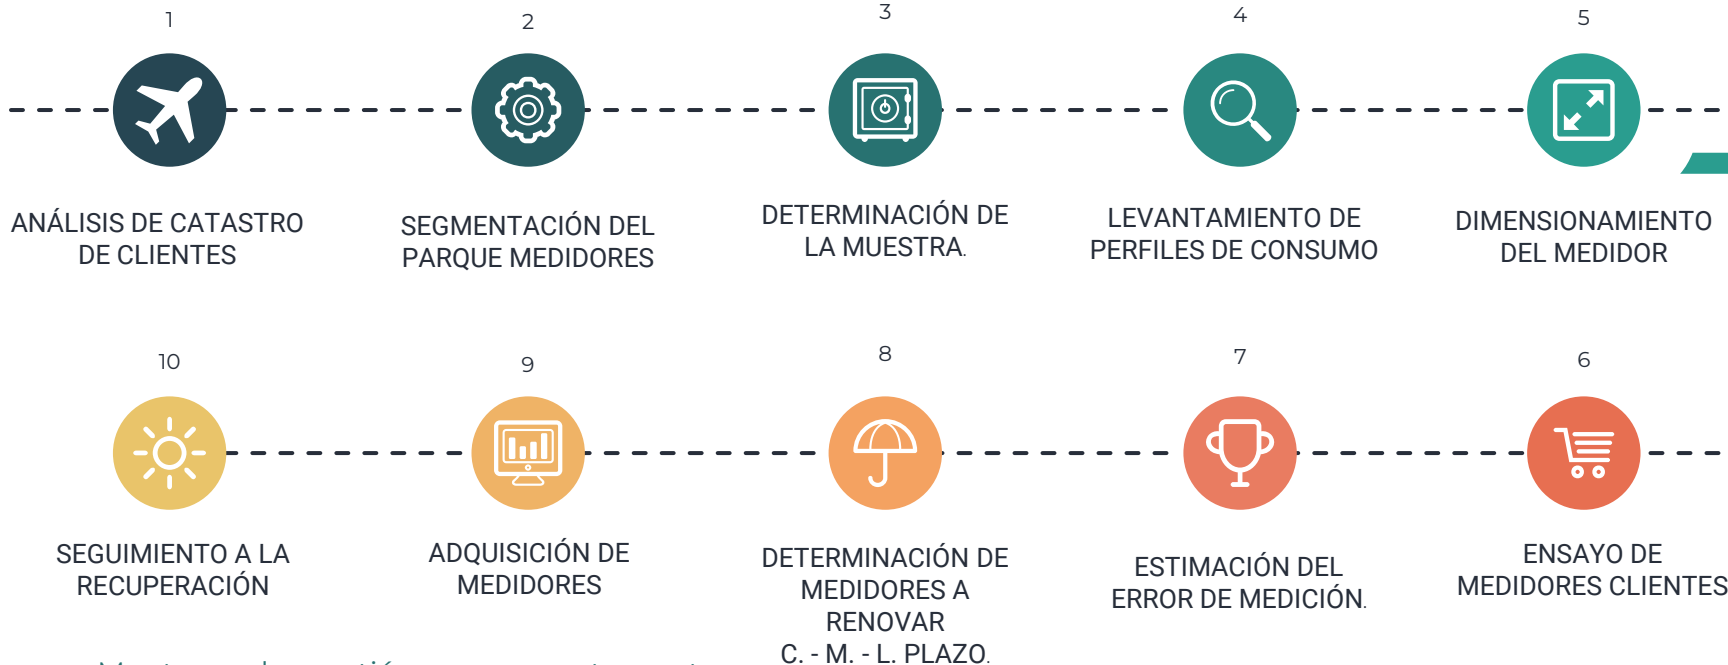 1
ANÁLISIS DE CATASTRO
DE CLIENTES
2
SEGMENTACIÓN DEL
PARQUE MEDIDORES
3
DETERMINACIÓN DE
LA MUESTRA.
4
LEVANTAMIENTO DE
PERFILES DE CONSUMO
5
DIMENSIONAMIENTO
DEL MEDIDOR
10
SEGUIMIENTO A LA
RECUPERACIÓN
9
ADQUISICIÓN DE
MEDIDORES
8
DETERMINACIÓN DE
MEDIDORES A
RENOVAR
C. - M. - L. PLAZO.
7
ESTIMACIÓN DEL
ERROR DE MEDICIÓN.
6
ENSAYO DE
MEDIDORES CLIENTES